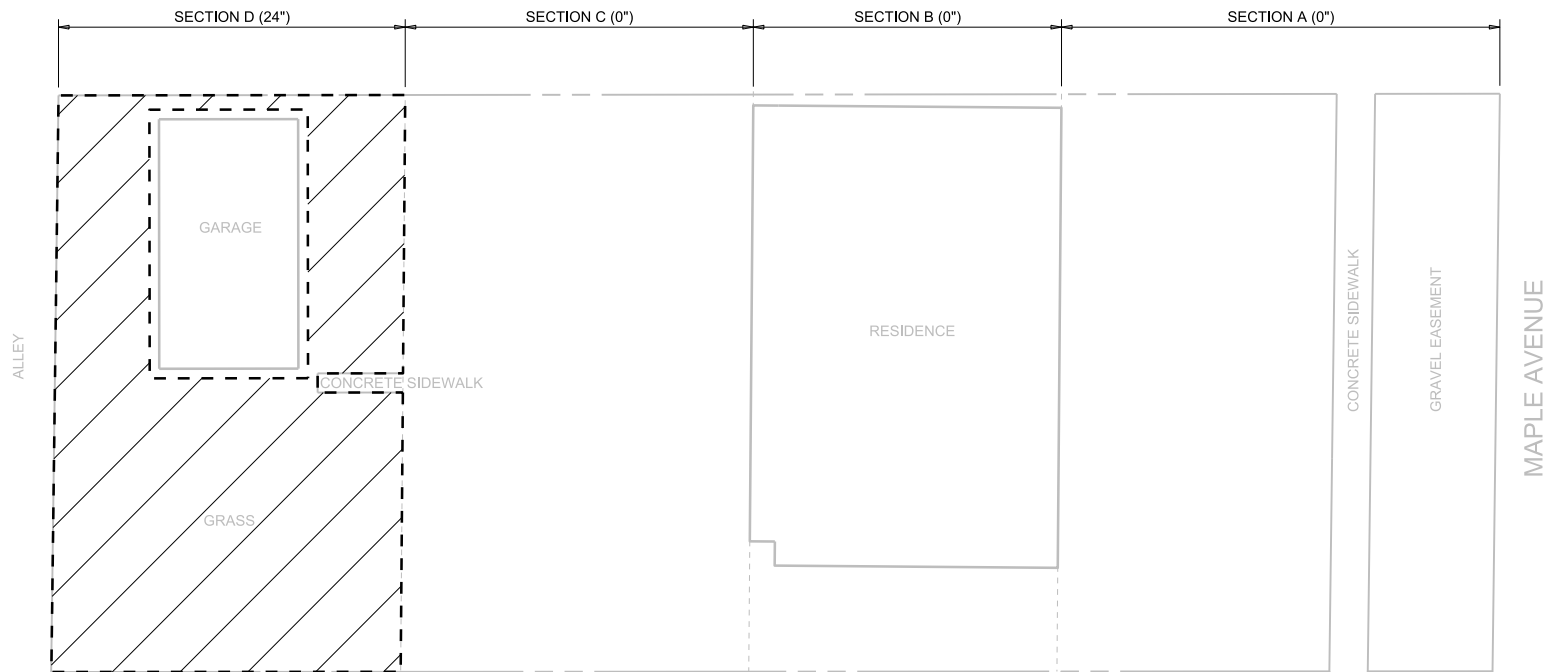 SECTION D (24")
SECTION C (0")
SECTION B (0")
SECTION A (0")
GARAGE
ALLEY
CONCRETE SIDEWALK
GRASS
RESIDENCE
CONCRETE SIDEWALK
GRAVEL EASEMENT
MAPLE AVENUE